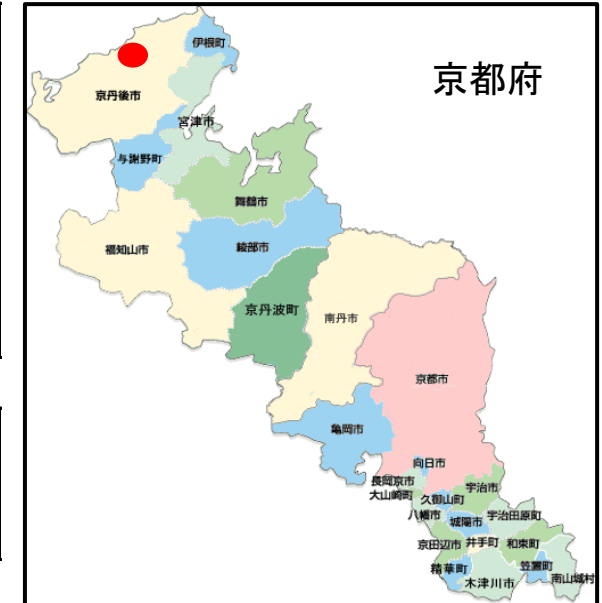 京都府
伊根町
京丹後市
宮津市
与謝野町
舞鶴市
福知山市
綾部市
京丹波町
南丹市
京都市
亀岡市
向日市
長岡京市
大山崎町
宇治市
久御山町
八幡市
宇治田原町
城陽市
京田辺市
井手町
和束町
精華町
笠置町
木津川市
南山城村